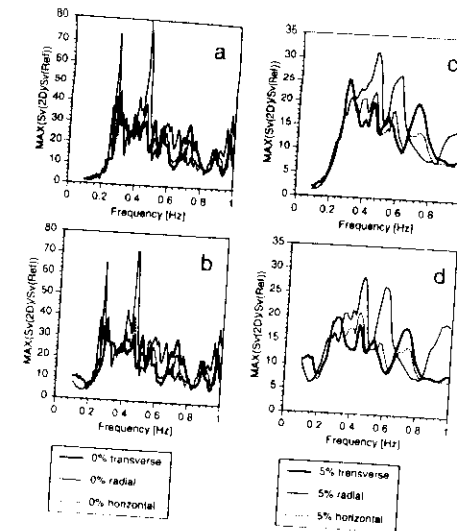 a
MAX(Sv(2D)/Sv(Ref))
80
70
60
50
40
30
20
10
0
0 0.2 0.4 0.6 0.8 1
Frequency [Hz]
c
MAX(Sv(2D)/Sv(Ref))
35
30
25
20
15
10
5
0
0 0.2 0.4 0.6 0.8
Frequency [Hz]
b
MAX(Sv(2D)/Sv(Ref))
80
70
60
50
40
30
20
10
0
0 0.2 0.4 0.6 0.8 1
Frequency [Hz]
d
MAX(Sv(2D)/Sv(Ref))
35
30
25
20
15
10
5
0
0 0.2 0.4 0.6 0.8 1
Frequency [Hz]
0% transverse
0% radial
0% horizontal
5% transverse
5% radial
5% horizontal